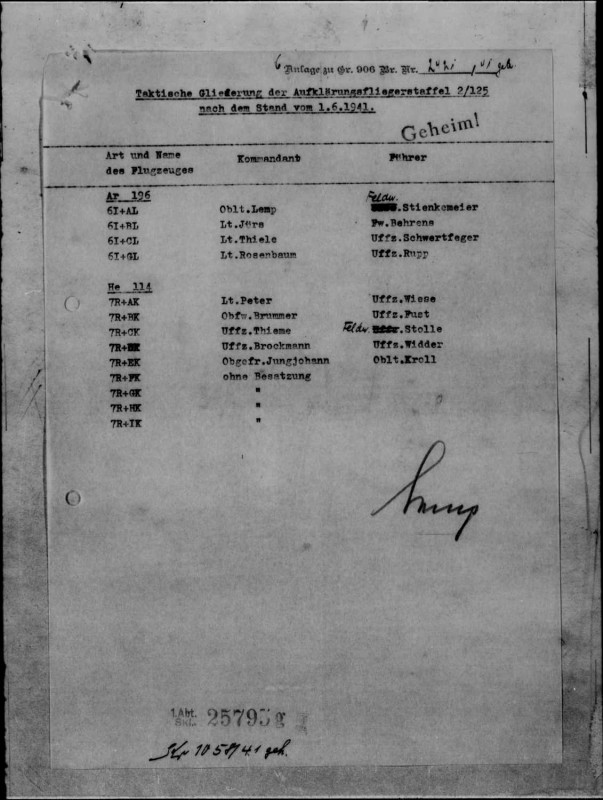 6 Anlage zu Gr. 906 Br. Nr. /41 geh.
Taktische Gliederung der Aufklärungsfliegerstaffel 2/125
nach dem Stand vom 1.6.1941.
Geheim!
Art und Name des Flugzeuges Kommandant Führer
Ar 196
6I+AL Oblt.Lemp Feldw.Stienkemeier
6I+BL Lt.Jürs Fw.Behrens
6I+CL Lt.Thiele Uffz.Schwertfeger
6I+GL Lt.Rosenbaum Uffz.Rupp
He 114
7R+AK Lt.Peter Uffz.Wiese
7R+BK Obfw.Brummer Uffz.Fust
7R+CK Uffz.Thieme Feldw.Stolle
7R+ Uffz.Brockmann Uffz.Widder
7R+EK Obgefr.Jungjohann Oblt.Kroll
7R+FK ohne Besatzung
7R+GK "
7R+HK "
7R+IK "
Lemp
1.Abt. Skl. 25795 g
10587/41 geh.